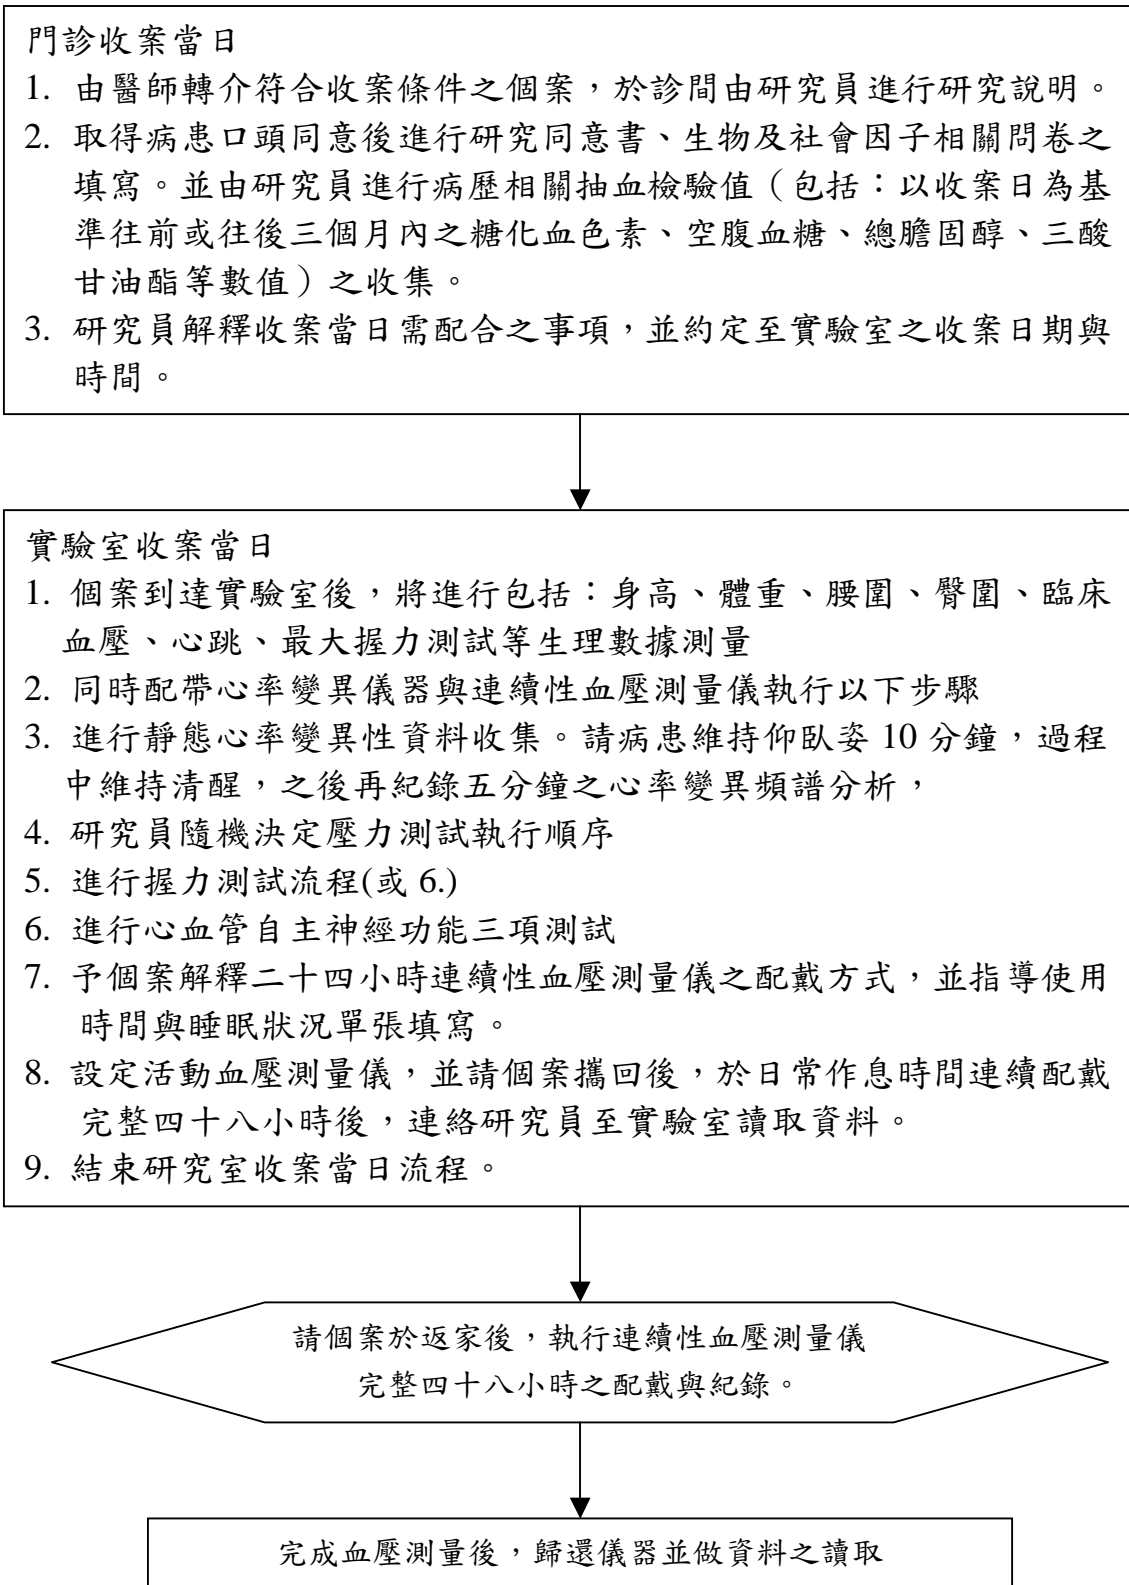 門診收案當日
1. 由醫師轉介符合收案條件之個案，於診間由研究員進行研究說明。
2. 取得病患口頭同意後進行研究同意書、生物及社會因子相關問卷之
填寫。並由研究員進行病歷相關抽血檢驗值（包括：以收案日為基
準往前或往後三個月內之糖化血色素、空腹血糖、總膽固醇、三酸
甘油酯等數值）之收集。
3. 研究員解釋收案當日需配合之事項，並約定至實驗室之收案日期與
時間。
實驗室收案當日
1. 個案到達實驗室後，將進行包括：身高、體重、腰圍、臀圍、臨床
血壓、心跳、最大握力測試等生理數據測量
2. 同時配帶心率變異儀器與連續性血壓測量儀執行以下步驟
3. 進行靜態心率變異性資料收集。請病患維持仰臥姿 10 分鐘，過程
中維持清醒，之後再紀錄五分鐘之心率變異頻譜分析，
4. 研究員隨機決定壓力測試執行順序
5. 進行握力測試流程(或 6.)
6. 進行心血管自主神經功能三項測試
7. 予個案解釋二十四小時連續性血壓測量儀之配戴方式，並指導使用
時間與睡眠狀況單張填寫。
8. 設定活動血壓測量儀，並請個案攜回後，於日常作息時間連續配戴
完整四十八小時後，連絡研究員至實驗室讀取資料。
9. 結束研究室收案當日流程。
請個案於返家後，執行連續性血壓測量儀
完整四十八小時之配戴與紀錄。
完成血壓測量後，歸還儀器並做資料之讀取